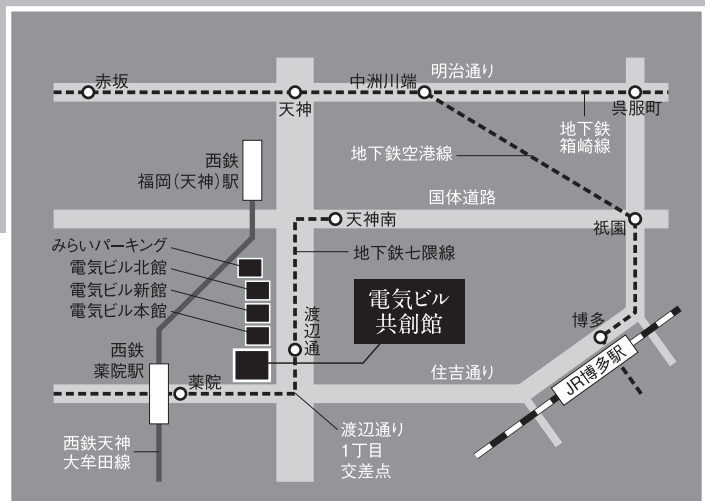 明治通り
赤坂
中洲川端
天神
呉服町
地下鉄
箱崎線
西鉄
福岡(天神)駅
地下鉄空港線
国体道路
天神南
祇園
みらいパーキング
地下鉄七隈線
電気ビル北館
電気ビル新館
電気ビル本館
渡辺通
電気ビル
共創館
博多
西鉄
薬院駅
薬院
住吉通り
JR博多駅
渡辺通り
1丁目
交差点
西鉄天神
大牟田線